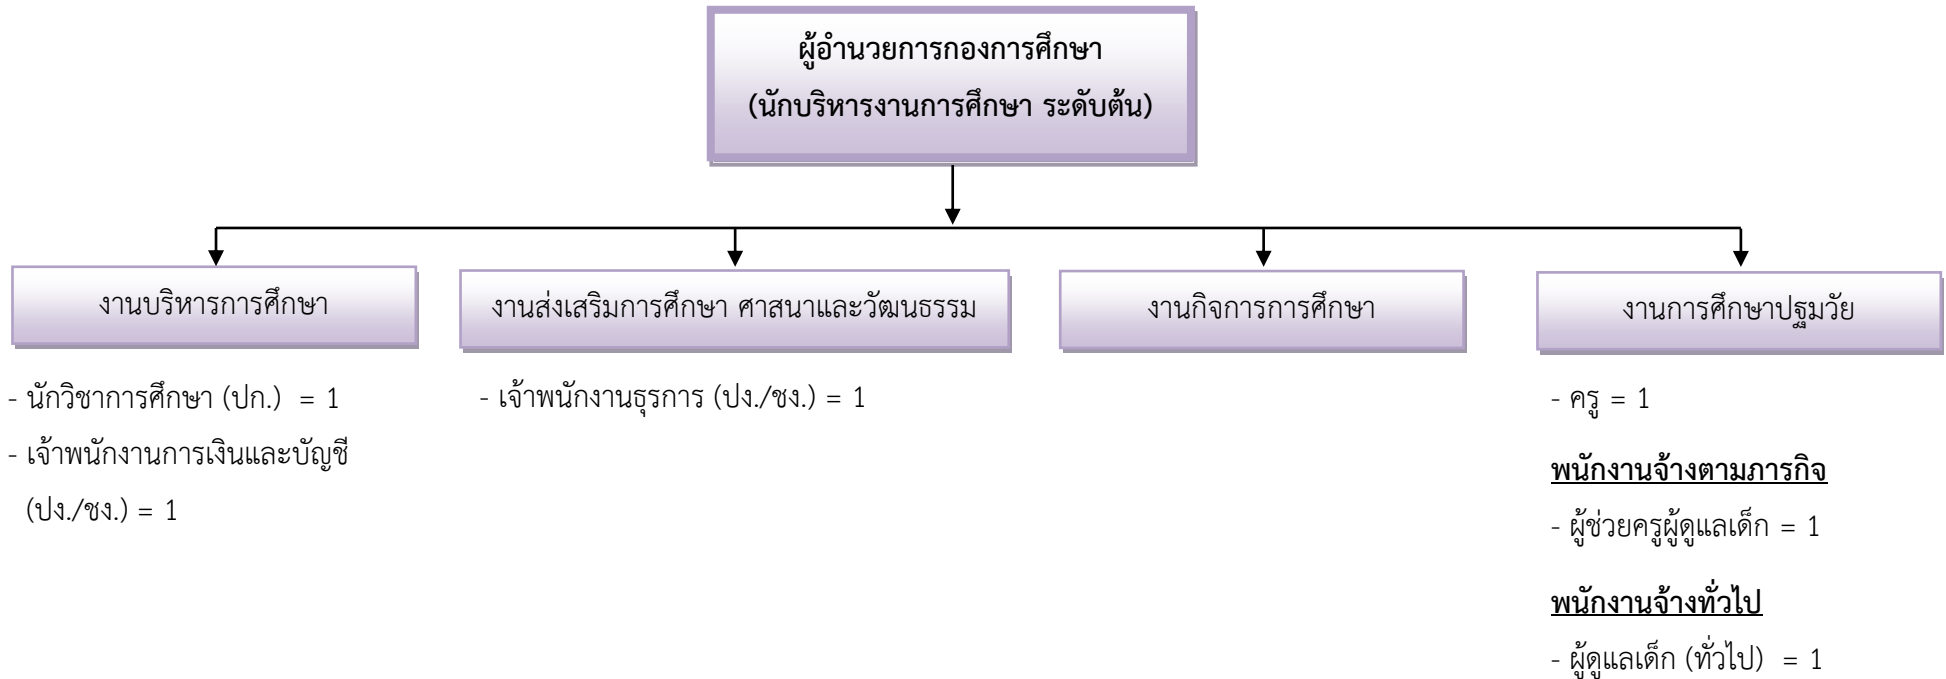 ผู้อำนวยการกองการศึกษา
(นักบริหารงานการศึกษา ระดับต้น)
งานบริหารการศึกษา
- นักวิชาการศึกษา (ปก.) = 1
- เจ้าพนักงานการเงินและบัญชี
(ปง./ชง.) = 1
งานส่งเสริมการศึกษา ศาสนาและวัฒนธรรม
- เจ้าพนักงานธุรการ (ปง./ชง.) = 1
งานกิจการการศึกษา
งานการศึกษาปฐมวัย
- ครู = 1
พนักงานจ้างตามภารกิจ
- ผู้ช่วยครูผู้ดูแลเด็ก = 1
พนักงานจ้างทั่วไป
- ผู้ดูแลเด็ก (ทั่วไป) = 1